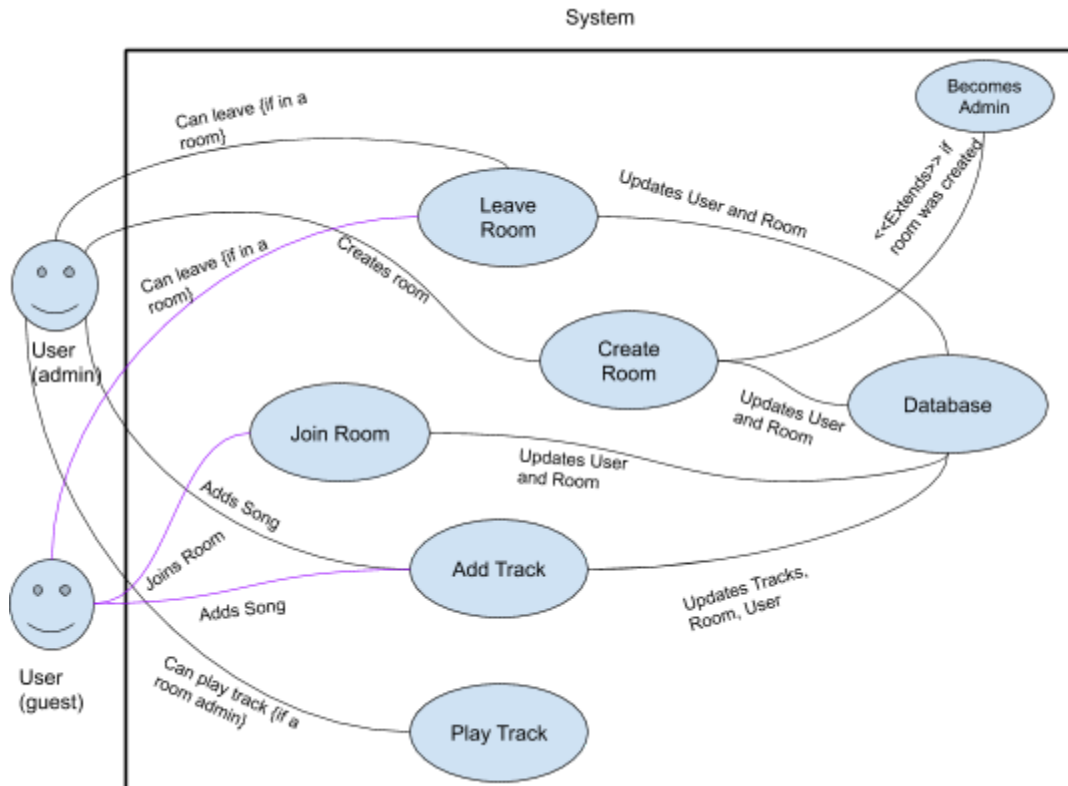 System
Becomes
Admin
Can leave {if in a
room}
<<Extends>> if
room was created
Updates User and Room
Leave
Room
Can leave {if in a
room}
Creates room
User
(admin)
Create
Room
Database
Updates User
and Room
Join Room
Updates User
and Room
Adds Song
Joins Room
Add Track
Adds Song
Updates Tracks,
Room, User
User
(guest)
Can play track {if a
room admin}
Play Track